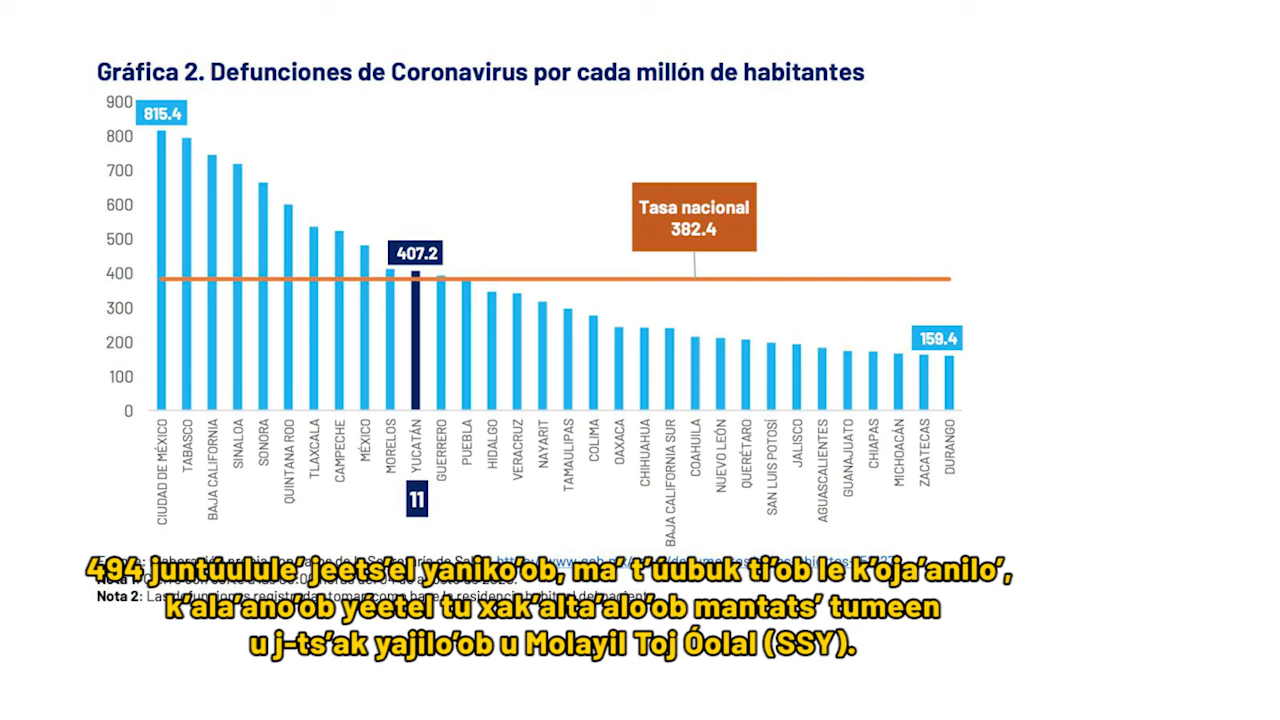 Gráfica 2. Defunciones de Coronavirus por cada millón de habitantes
900
800
700
600
500
400
300
200
100
0
815.4
407.2
Tasa nacional
382.4
159.4
CIUDAD DE MÉXICO
TABASCO
BAJA CALIFORNIA
SINALOA
SONORA
QUINTANA ROO
TLAXCALA
CAMPECHE
MÉXICO
MORELOS
YUCATÁN
GUERRERO
PUEBLA
HIDALGO
VERACRUZ
NAYARIT
TAMAULIPAS
COLIMA
OAXACA
CHIHUAHUA
BAJA CALIFORNIA SUR
COAHUILA
NUEVO LEÓN
QUERÉTARO
SAN LUIS POTOSÍ
JALISCO
AGUASCALIENTES
GUANAJUATO
CHIAPAS
MICHOACÁN
ZACATECAS
DURANGO
11
494 juntúulule’ jeets’el yaniko’ob, ma’ t’úubuk ti’ob le k’oja’anilo’,
Nota 2: Las defunciones
k’ala’ano’ob yéetel tu xak’alta’alo’ob mantats’ tumeen
u j-ts’ak yajilo’ob u Molayil Toj Óolal (SSY).